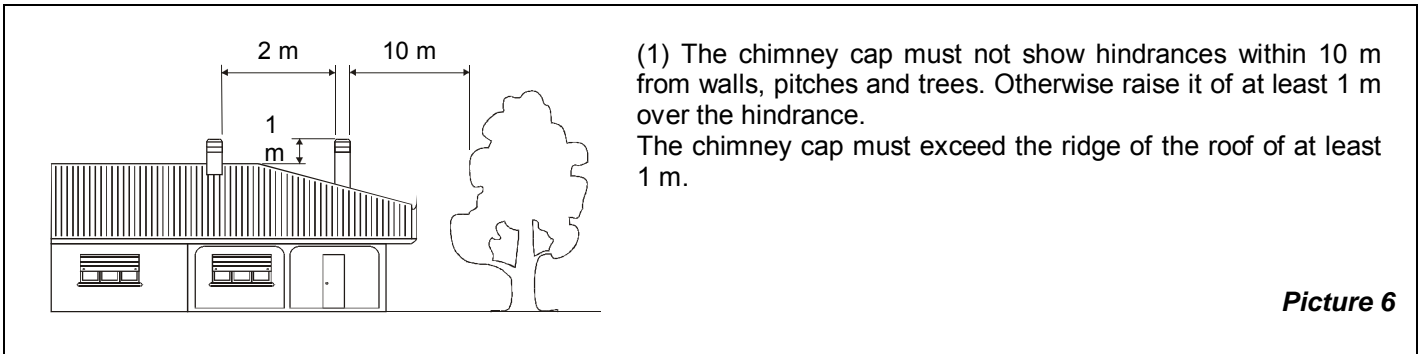 2 m 10 m
1
m
(1) The chimney cap must not show hindrances within 10 m
from walls, pitches and trees. Otherwise raise it of at least 1 m
over the hindrance.
The chimney cap must exceed the ridge of the roof of at least
1 m.
Picture 6